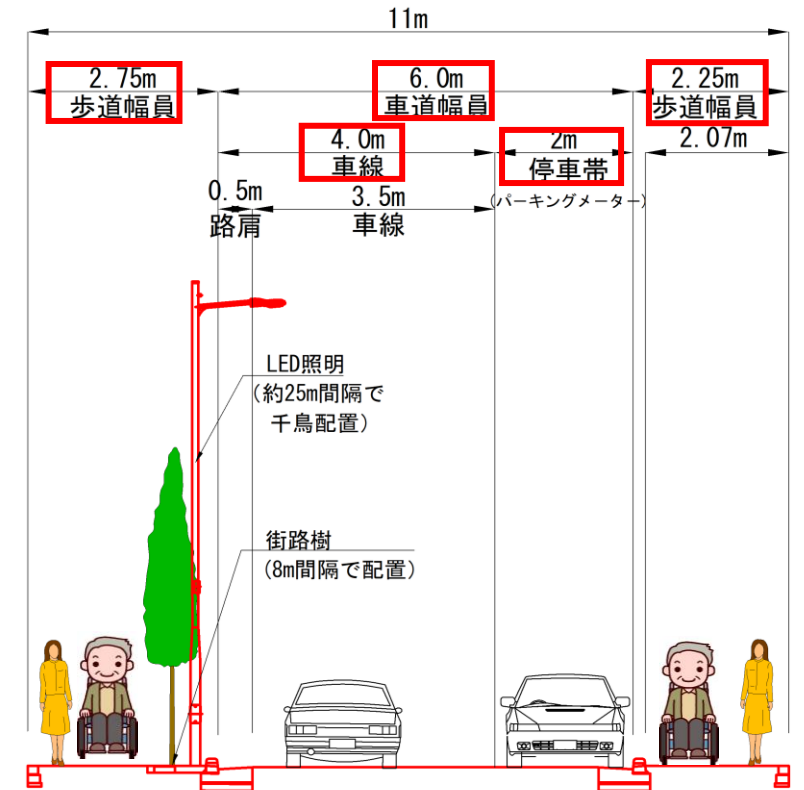 11m
2.75m
歩道幅員
6.0m
車道幅員
2.25m
歩道幅員
4.0m
車線
2m
停車帯
(パーキングメーター)
2.07m
0.5m
路肩
3.5m
車線
LED照明
(約25m間隔で
千鳥配置)
街路樹
(8m間隔で配置)